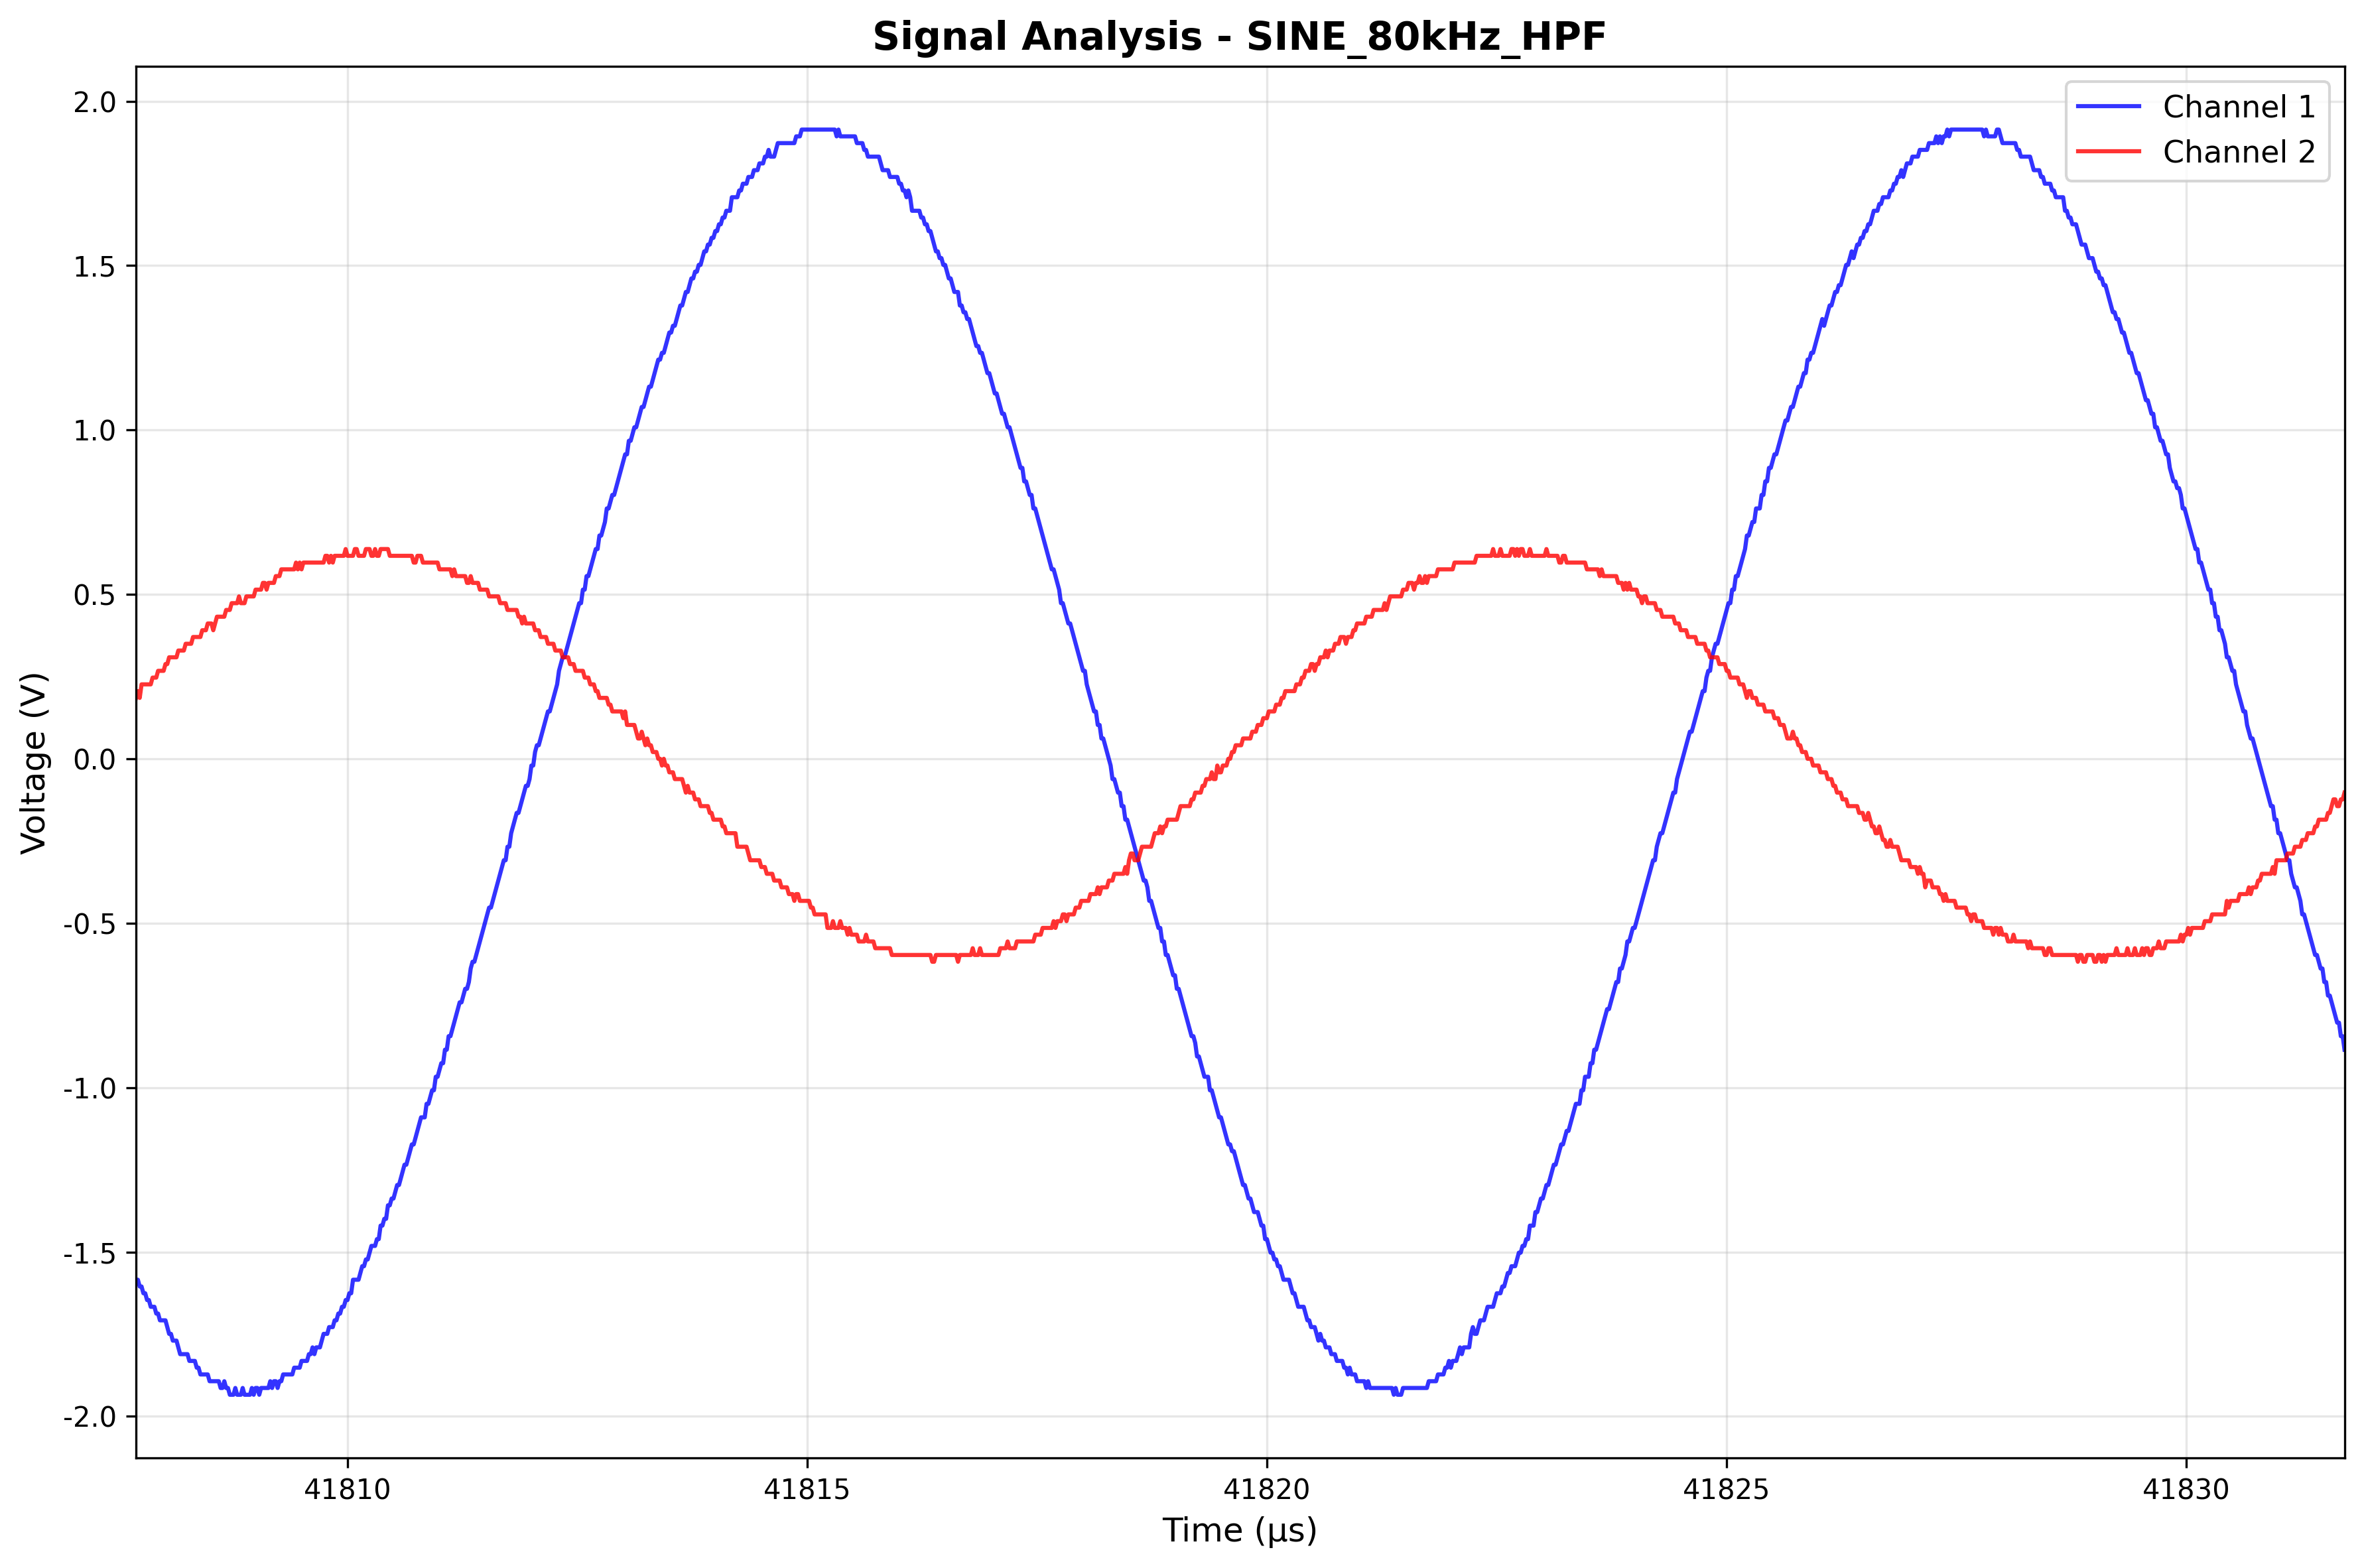 Signal Analysis - SINE_80kHz_HPF
Channel 1
Channel 2
Voltage (V)
2.0
1.5
1.0
0.5
0.0
-0.5
-1.0
-1.5
-2.0
41810 41815 41820 41825 41830
Time (µs)